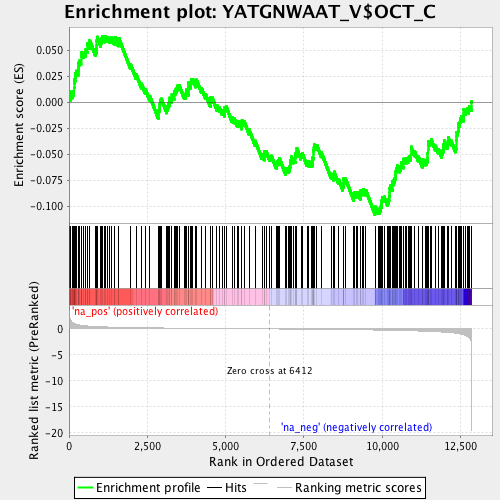 Enrichment plot: YATGNWAAT_V$OCT_C
Enrichment score (ES)
0.050
0.025
0.000
-0.025
-0.050
-0.075
-0.100
'na_pos' (positively correlated)
Ranked list metric (PreRanked)
0
-5
-10
-15
-20
Zero cross at 6412
'na_neg' (negatively correlated)
0
2,500
5,000
7,500
10,000
12,500
Rank in Ordered Dataset
Enrichment profile
Hits
Ranking metric scores